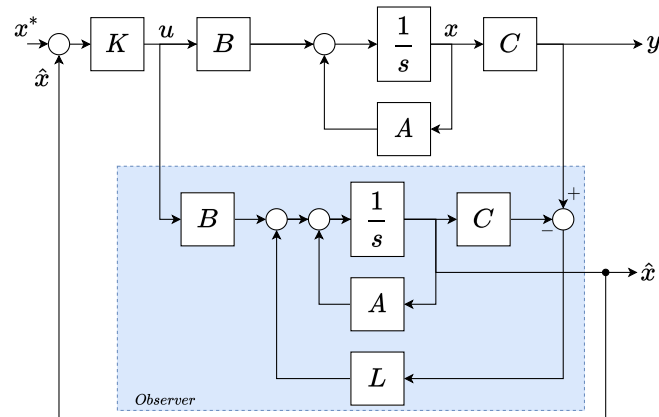 x* K u B 1/s x C y
x̂
A
B 1/s C + −
x̂
A
L
Observer